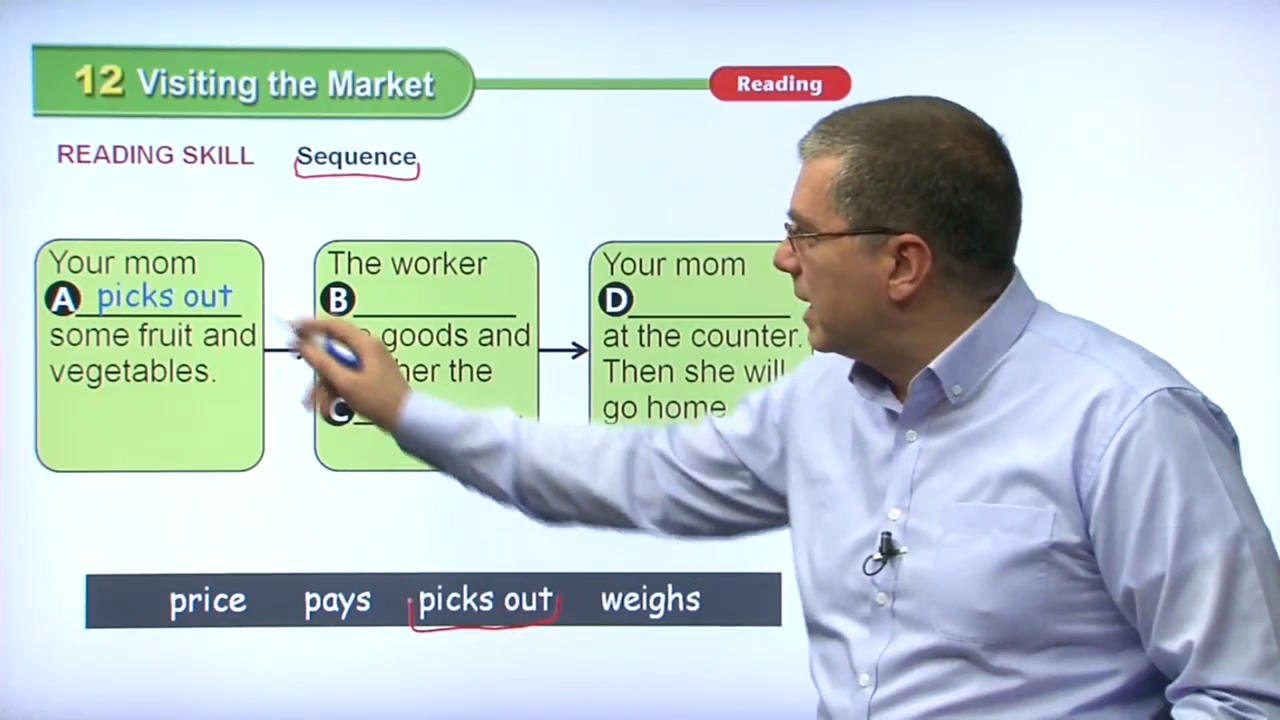 12 Visiting the Market
Reading
READING SKILL Sequence
Your mom
A picks out
some fruit and
vegetables.
The worker
B
goods and
the
C
Your mom
D
at the counter.
Then she will
go home
price pays picks out weighs